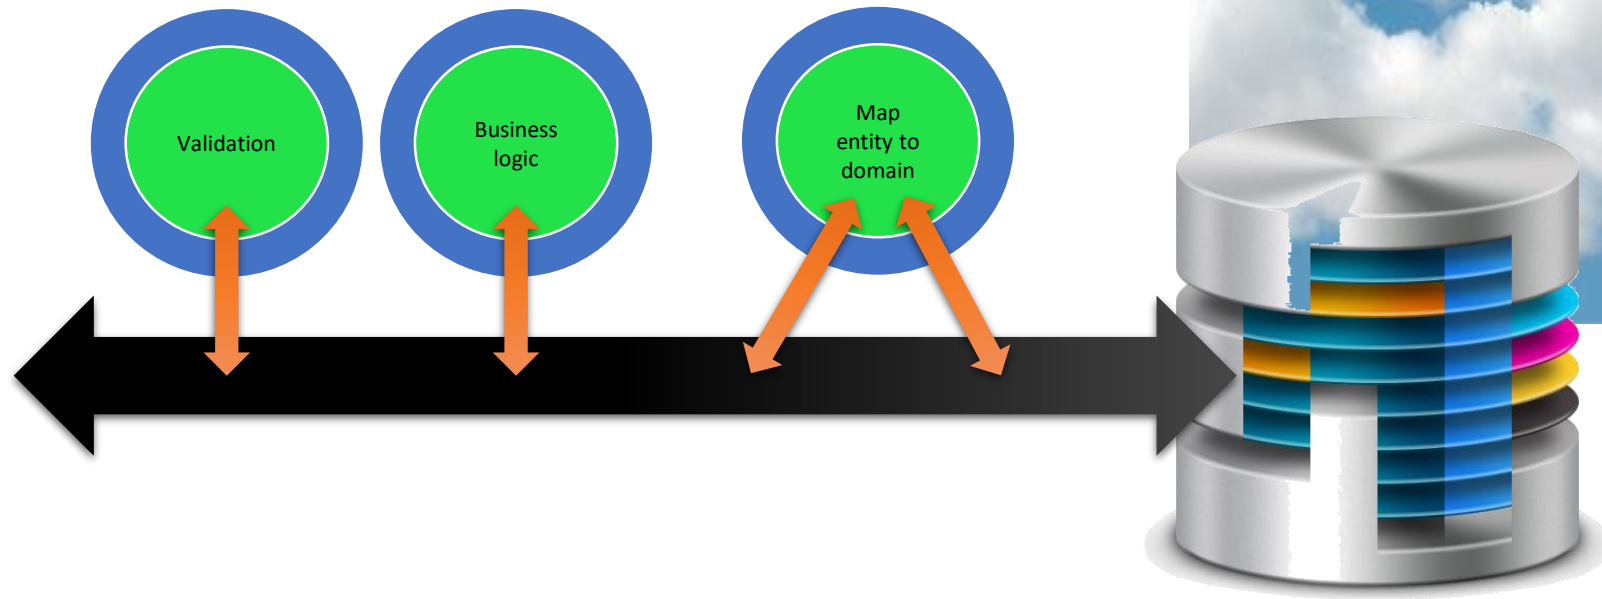 Validation
Business
logic
Map
entity to
domain